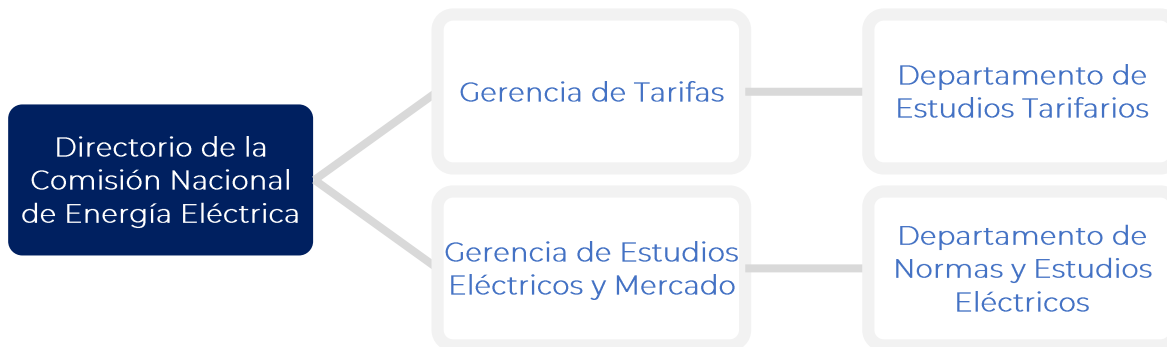 Directorio de la
Comisión Nacional
de Energía Eléctrica
Gerencia de Tarifas
Departamento de
Estudios Tarifarios
Gerencia de Estudios
Eléctricos y Mercado
Departamento de
Normas y Estudios
Eléctricos